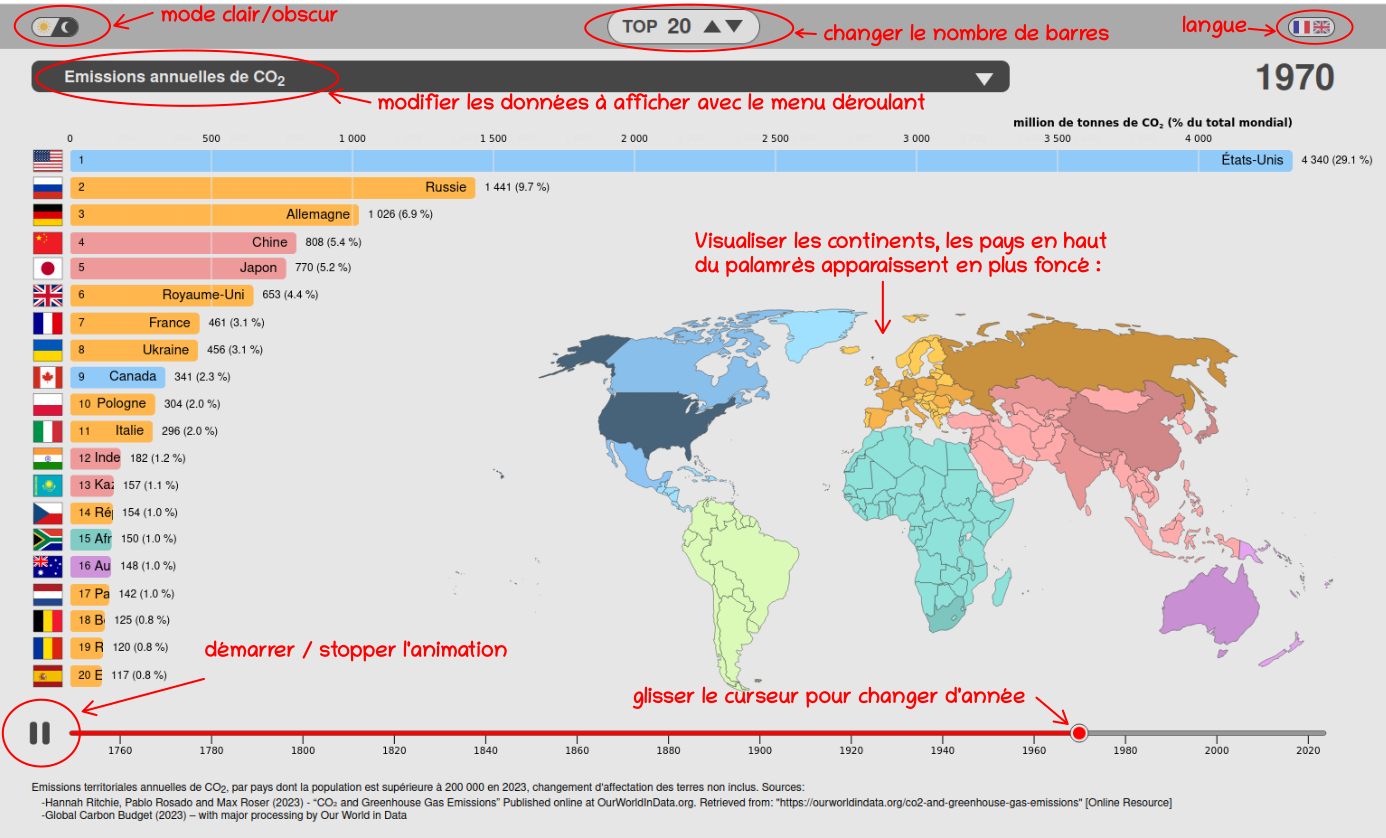 mode clair/obscur
TOP 20
changer le nombre de barres
langue
Emissions annuelles de CO₂
1970
modifier les données à afficher avec le menu déroulant
million de tonnes de CO₂ (% du total mondial)
0 500 1 000 1 500 2 000 2 500 3 000 3 500 4 000
1 États-Unis 4 340 (29.1 %)
2 Russie 1 441 (9.7 %)
3 Allemagne 1 026 (6.9 %)
4 Chine 808 (5.4 %)
5 Japon 770 (5.2 %)
6 Royaume-Uni 653 (4.4 %)
7 France 461 (3.1 %)
8 Ukraine 456 (3.1 %)
9 Canada 341 (2.3 %)
10 Pologne 304 (2.0 %)
11 Italie 296 (2.0 %)
12 Inde 182 (1.2 %)
13 Kaz 157 (1.1 %)
14 Rép 154 (1.0 %)
15 Afr 150 (1.0 %)
16 Au 148 (1.0 %)
17 Pa 142 (1.0 %)
18 B 125 (0.8 %)
19 R 120 (0.8 %)
20 E 117 (0.8 %)
Visualiser les continents, les pays en haut
du palamrès apparaissent en plus foncé :
démarrer / stopper l'animation
glisser le curseur pour changer d'année
1760 1780 1800 1820 1840 1860 1880 1900 1920 1940 1960 1980 2000 2020
Emissions territoriales annuelles de CO₂, par pays dont la population est supérieure à 200 000 en 2023, changement d'affectation des terres non inclus. Sources:
-Hannah Ritchie, Pablo Rosado and Max Roser (2023) - “CO₂ and Greenhouse Gas Emissions” Published online at OurWorldInData.org. Retrieved from: "https://ourworldindata.org/co2-and-greenhouse-gas-emissions" [Online Resource]
-Global Carbon Budget (2023) – with major processing by Our World in Data